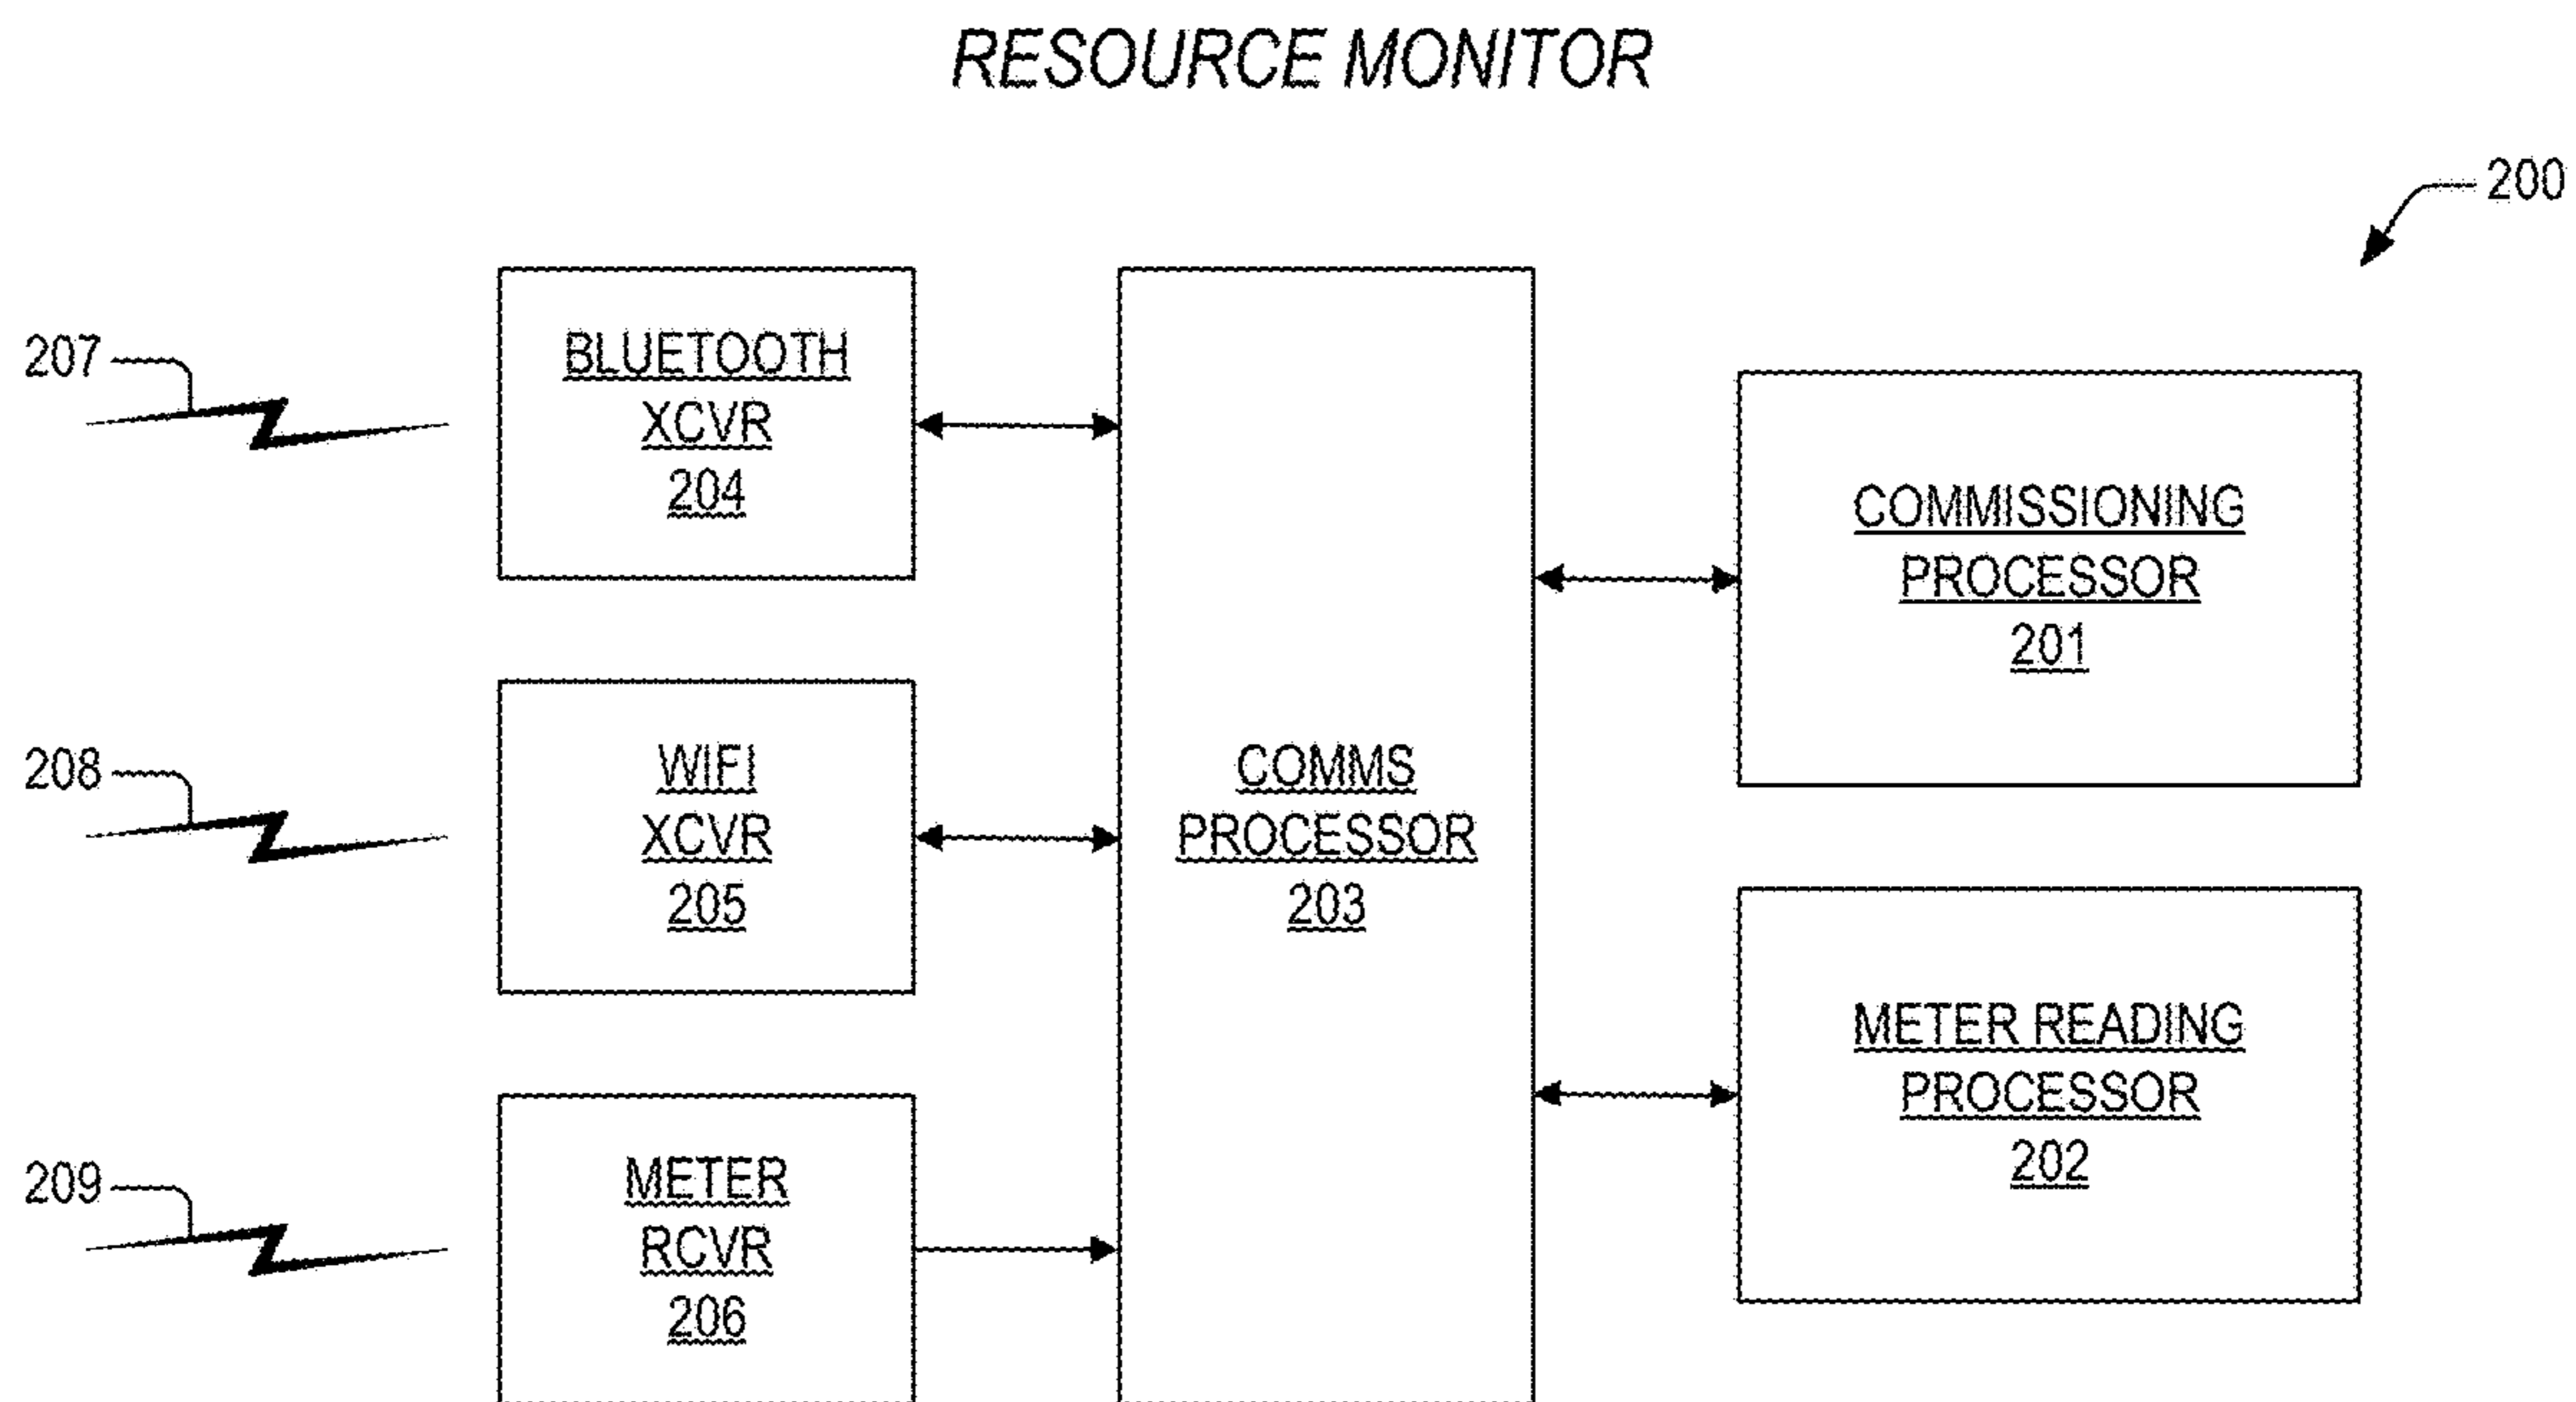 RESOURCE MONITOR
200
207
BLUETOOTH
XCVR
204
208
WIFI
XCVR
205
209
METER
RCVR
206
COMMS
PROCESSOR
203
COMMISSIONING
PROCESSOR
201
METER READING
PROCESSOR
202